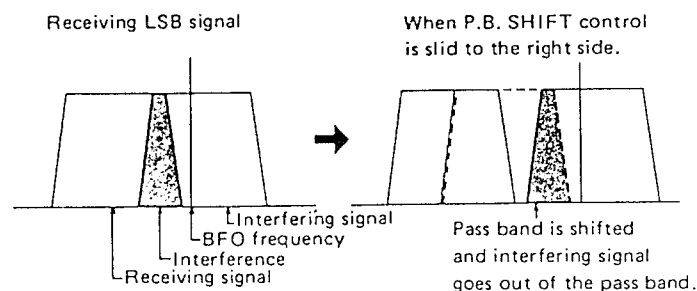 Receiving LSB signal
When P.B. SHIFT control
is slid to the right side.
Interfering signal
BFO frequency
Interference
Receiving signal
Pass band is shifted
and interfering signal
goes out of the pass band.